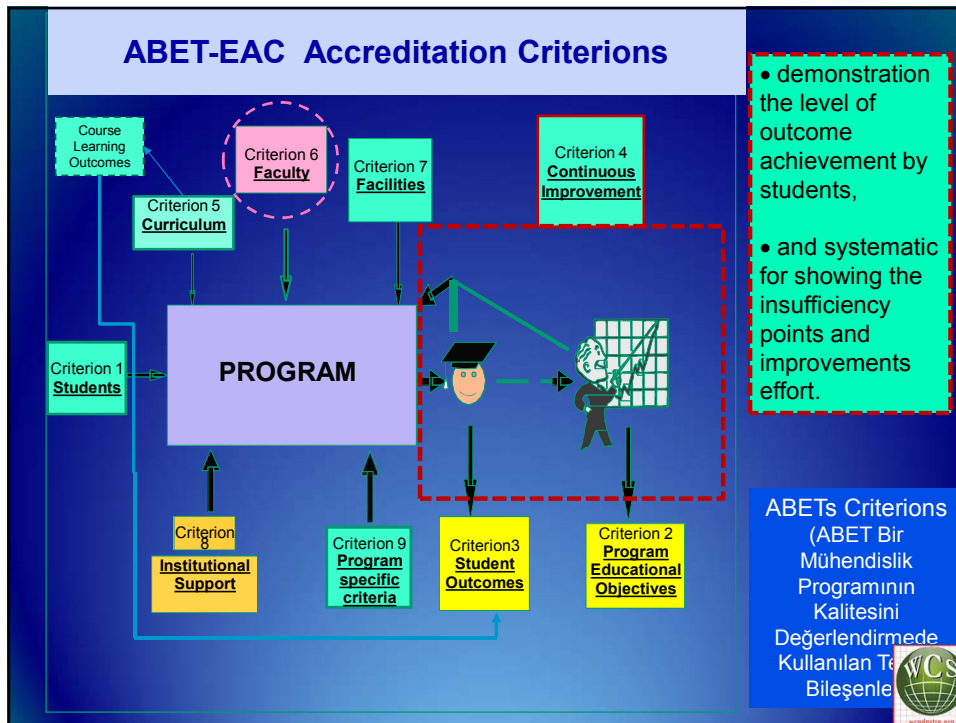 ABET-EAC Accreditation Criterions
Course
Learning
Outcomes
Criterion 5
Curriculum
Criterion 6
Faculty
Criterion 7
Facilities
Criterion 4
Continuous
Improvement
• demonstration
the level of
outcome
achievement by
students,
• and systematic
for showing the
insufficiency
points and
improvements
effort.
Criterion 1
Students
PROGRAM
Criterion
8
Institutional
Support
Criterion 9
Program
specific
criteria
Criterion3
Student
Outcomes
Criterion 2
Program
Educational
Objectives
ABETs Criterions
(ABET Bir
Mühendislik
Programının
Kalitesini
Değerlendirmede
Kullanılan
WCS